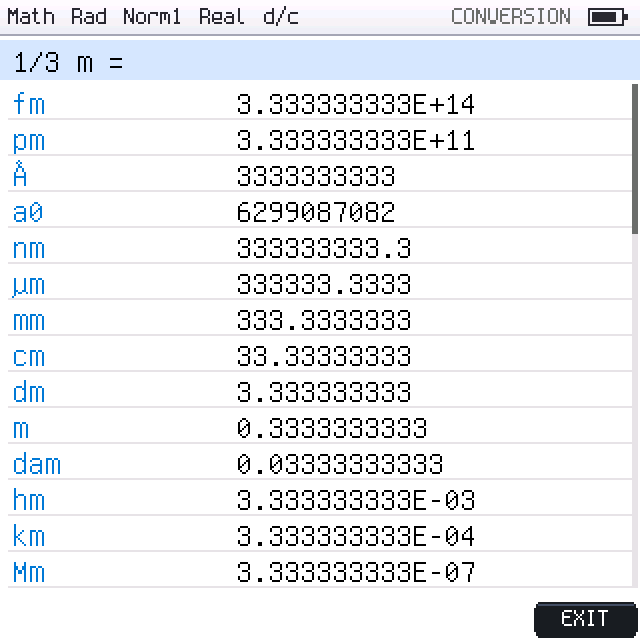 Math Rad Norm1 Real d/c CONVERSION
1/3 m =
fm 3.333333333E+14
pm 3.333333333E+11
Å 3333333333
a0 6299087082
nm 333333333.3
µm 333333.3333
mm 333.3333333
cm 33.33333333
dm 3.333333333
m 0.3333333333
dam 0.03333333333
hm 3.333333333E-03
km 3.333333333E-04
Mm 3.333333333E-07
EXIT